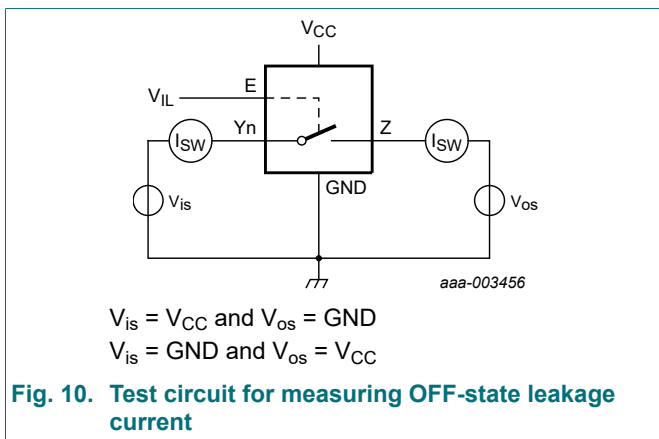 VCC
E
VIL
Yn
Z
ISW
ISW
GND
Vis
Vos
aaa-003456
Vis = VCC and Vos = GND
Vis = GND and Vos = VCC
Fig. 10. Test circuit for measuring OFF-state leakage
current